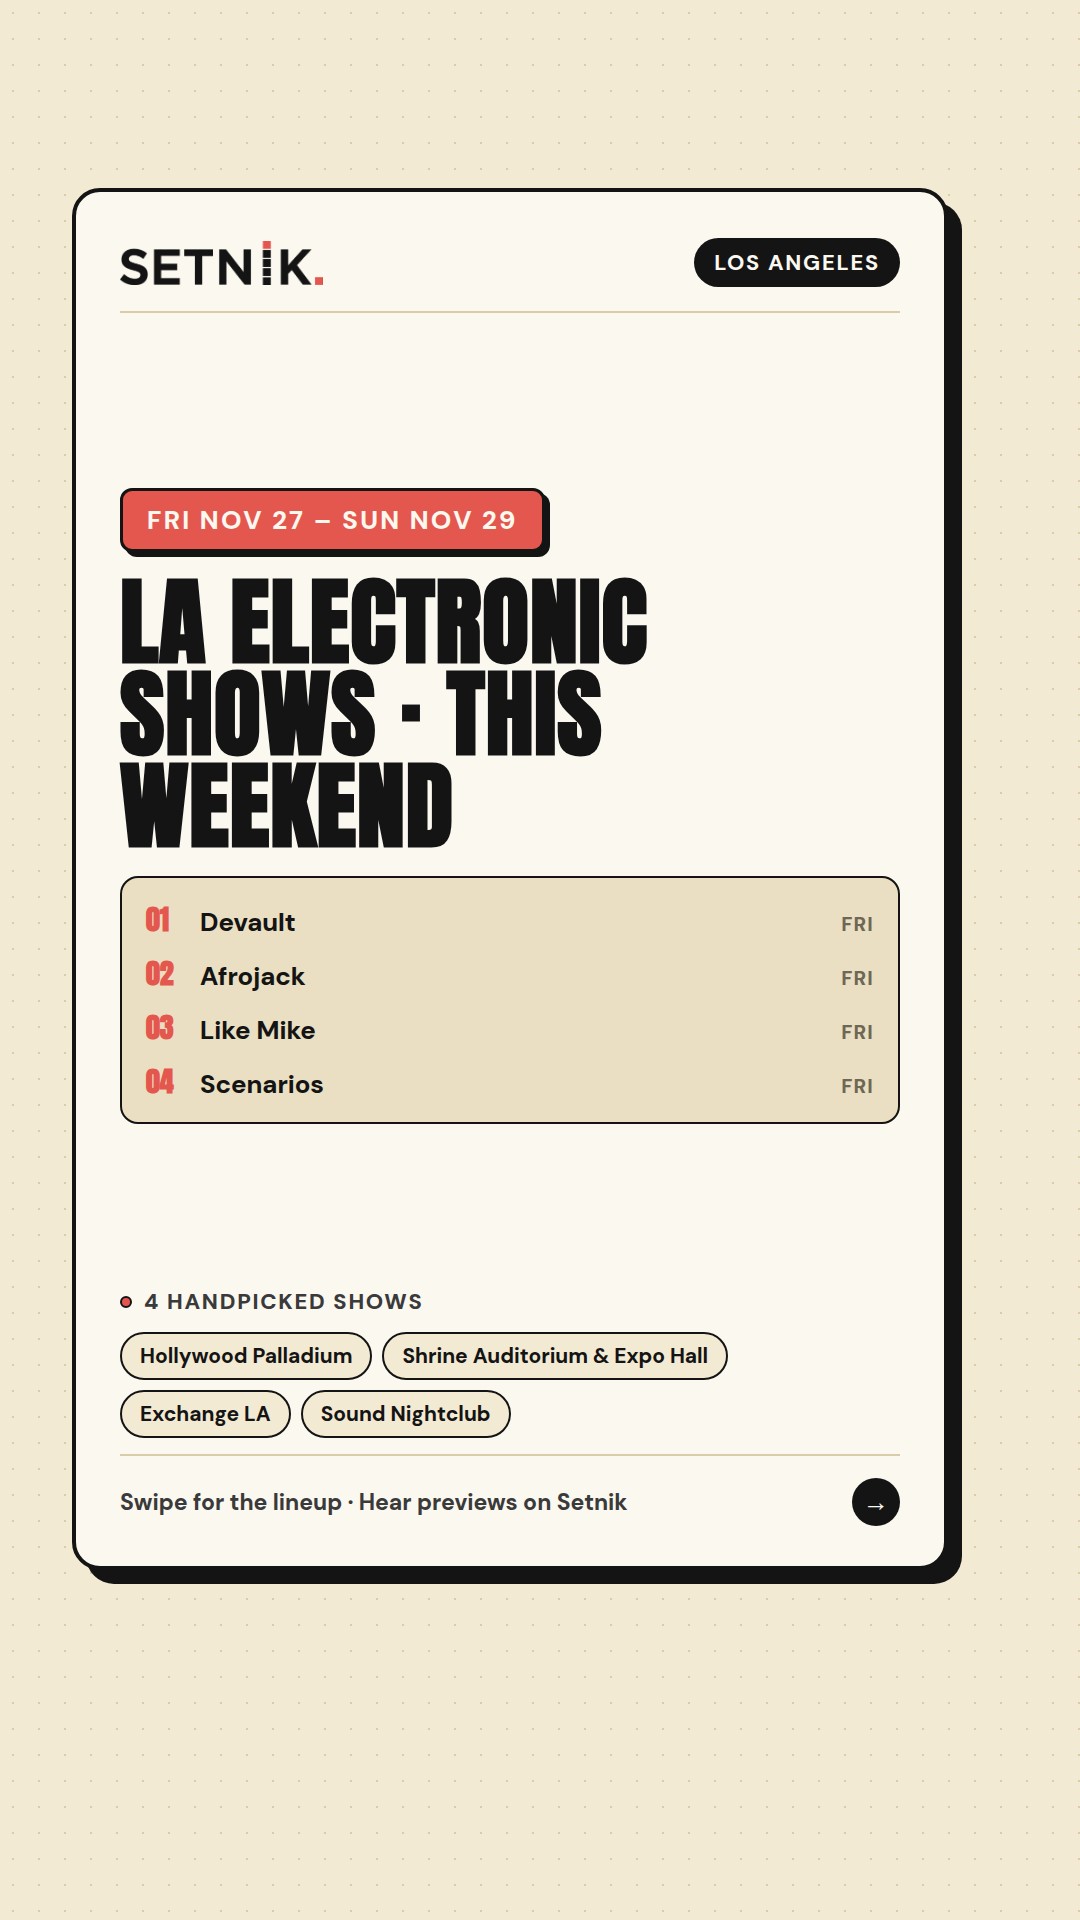 SETNIK.
LOS ANGELES
FRI NOV 27 – SUN NOV 29
LA ELECTRONIC
SHOWS · THIS
WEEKEND
01 Devault FRI
02 Afrojack FRI
03 Like Mike FRI
04 Scenarios FRI
4 HANDPICKED SHOWS
Hollywood Palladium Shrine Auditorium & Expo Hall
Exchange LA Sound Nightclub
Swipe for the lineup · Hear previews on Setnik →